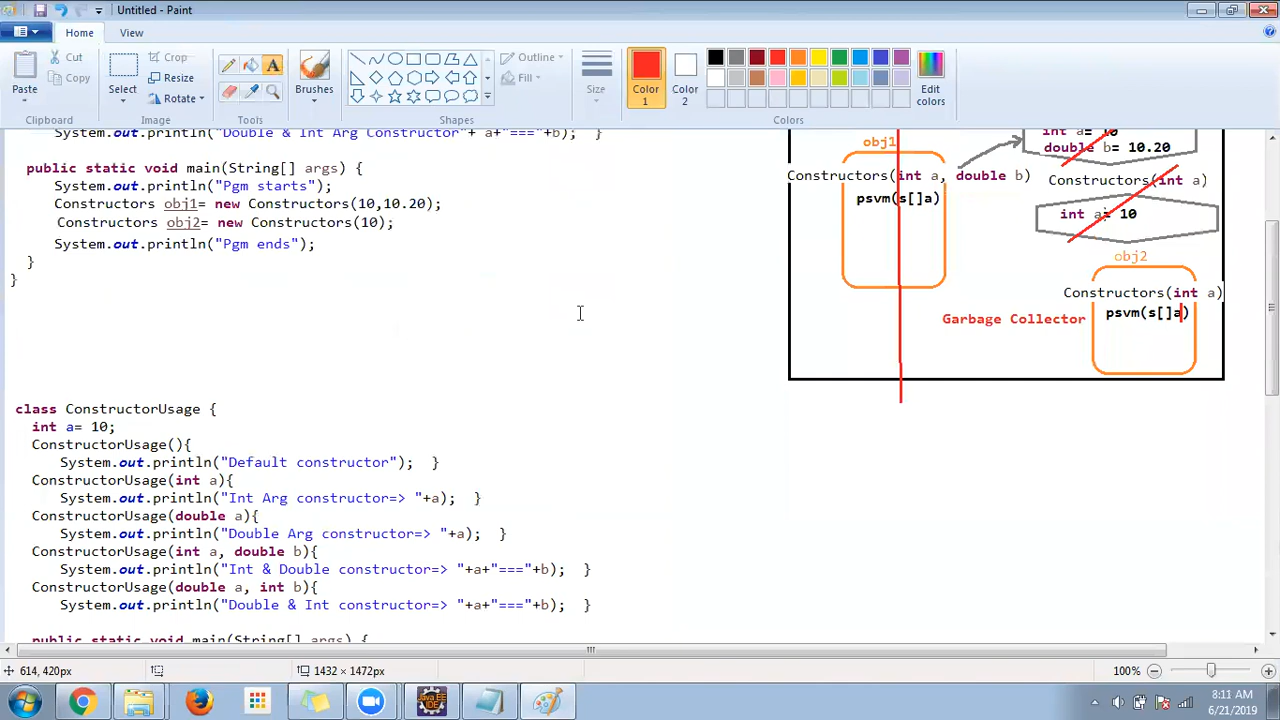 Untitled - Paint
Home
View
Paste
Cut
Copy
Clipboard
Select
Crop
Resize
Rotate
Image
A
Tools
Brushes
Shapes
Outline
Fill
Size
Color
1
Color
2
Edit
colors
Colors
System.out.println("Double & Int Arg Constructor"+ a+"==="+b);  }
public static void main(String[] args) {
System.out.println("Pgm starts");
Constructors obj1= new Constructors(10,10.20);
Constructors obj2= new Constructors(10);
System.out.println("Pgm ends");
}
}
class ConstructorUsage {
int a= 10;
ConstructorUsage(){
System.out.println("Default constructor");  }
ConstructorUsage(int a){
System.out.println("Int Arg constructor=> "+a);  }
ConstructorUsage(double a){
System.out.println("Double Arg constructor=> "+a);  }
ConstructorUsage(int a, double b){
System.out.println("Int & Double constructor=> "+a+"==="+b);  }
ConstructorUsage(double a, int b){
System.out.println("Double & Int constructor=> "+a+"==="+b);  }
public static void main(String[] args) {
int a= 10
double b= 10.20
obj1
Constructors(int a, double b)
psvm(s[]a)
Constructors(int a)
int a= 10
obj2
Constructors(int a)
psvm(s[]a)
Garbage Collector
614, 420px
1432 × 1472px
100%
Java EE
IDE
8:11 AM
6/21/2019